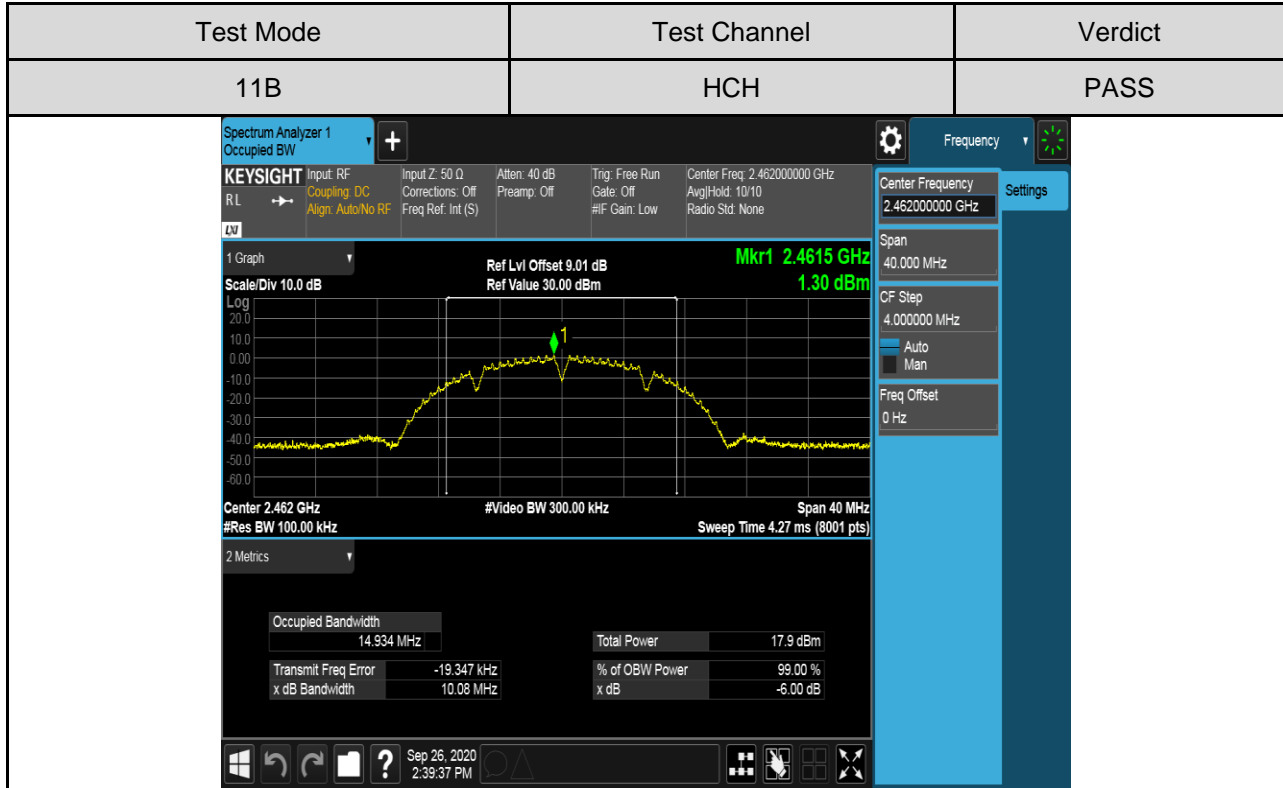 Test Mode Test Channel Verdict
11B HCH PASS
Spectrum Analyzer 1
Occupied BW
Frequency
KEYSIGHT Input: RF Input Z: 50 Ω Atten: 40 dB Trig: Free Run Center Freq: 2.462000000 GHz
RL Coupling: DC Corrections: Off Preamp: Off Gate: Off Avg|Hold: 10/10
Align: Auto/No RF Freq Ref: Int (S) #IF Gain: Low Radio Std: None
LXI
Center Frequency
2.462000000 GHz
Settings
Span
40.000 MHz
CF Step
4.000000 MHz
Auto
Man
Freq Offset
0 Hz
1 Graph
Ref Lvl Offset 9.01 dB
Mkr1 2.4615 GHz
Scale/Div 10.0 dB Ref Value 30.00 dBm 1.30 dBm
Log
20.0
10.0
0.00
-10.0
-20.0
-30.0
-40.0
-50.0
-60.0
1
Center 2.462 GHz #Video BW 300.00 kHz Span 40 MHz
#Res BW 100.00 kHz Sweep Time 4.27 ms (8001 pts)
2 Metrics
Occupied Bandwidth
14.934 MHz
Total Power 17.9 dBm
Transmit Freq Error -19.347 kHz % of OBW Power 99.00 %
x dB Bandwidth 10.08 MHz x dB -6.00 dB
? Sep 26, 2020
2:39:37 PM